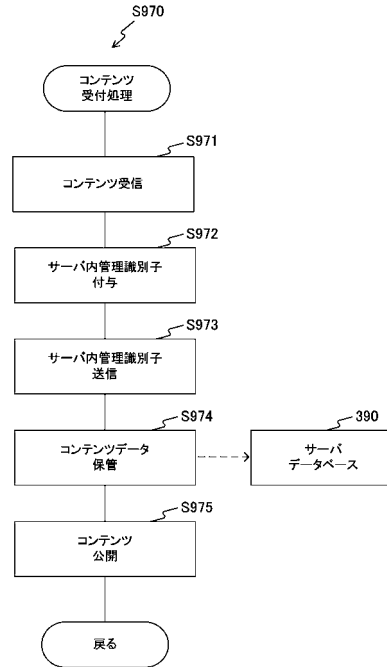 S970
コンテンツ
受付処理
S971
コンテンツ受信
S972
サーバ内管理識別子
付与
S973
サーバ内管理識別子
送信
S974
コンテンツデータ
保管
390
サーバ
データベース
S975
コンテンツ
公開
戻る